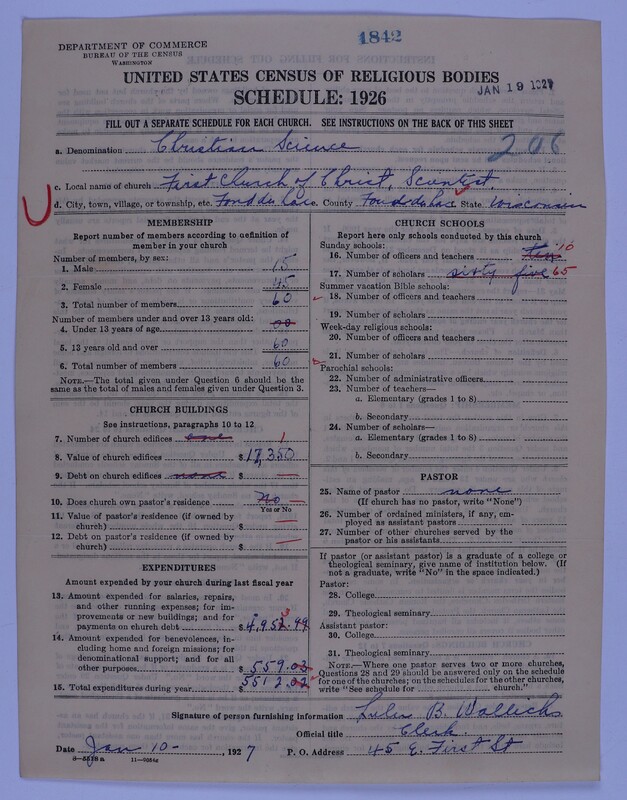 1842
DEPARTMENT OF COMMERCE
BUREAU OF THE CENSUS
WASHINGTON
UNITED STATES CENSUS OF RELIGIOUS BODIES
SCHEDULE: 1926
JAN 19 1927
FILL OUT A SEPARATE SCHEDULE FOR EACH CHURCH. SEE INSTRUCTIONS ON THE BACK OF THIS SHEET
a. Denomination Christian Science 206
c. Local name of church First Church of Christ, Scientist,
d. City, town, village, or township, etc. Fond du Lac. County Fond du Lac State Wisconsin
MEMBERSHIP
Report number of members according to definition of
member in your church
Number of members, by sex:
1. Male 15
2. Female 45
3. Total number of members 60
Number of members under and over 13 years old:
4. Under 13 years of age 00
5. 13 years old and over 60
6. Total number of members 60
NOTE.—The total given under Question 6 should be the
same as the total of males and females given under Question 3.
CHURCH BUILDINGS
See instructions, paragraphs 10 to 12
7. Number of church edifices one 1
8. Value of church edifices $17,350
9. Debt on church edifices none $
10. Does church own pastor's residence No
Yes or No
11. Value of pastor's residence (if owned by
church) $ —
12. Debt on pastor's residence (if owned by
church) $ —
EXPENDITURES
Amount expended by your church during last fiscal year
13. Amount expended for salaries, repairs,
and other running expenses; for im-
provements or new buildings; and for
payments on church debt $4,952.99
3
14. Amount expended for benevolences, in-
cluding home and foreign missions; for
denominational support; and for all
other purposes $ 559.03
15. Total expenditures during year $ 5512.02
CHURCH SCHOOLS
Report here only schools conducted by this church
Sunday schools:
16. Number of officers and teachers ten 10
17. Number of scholars sixty five 65
Summer vacation Bible schools:
18. Number of officers and teachers
19. Number of scholars
Week-day religious schools:
20. Number of officers and teachers
21. Number of scholars
Parochial schools:
22. Number of administrative officers
23. Number of teachers—
a. Elementary (grades 1 to 8)
b. Secondary
24. Number of scholars—
a. Elementary (grades 1 to 8)
b. Secondary
PASTOR
25. Name of pastor none
(If church has no pastor, write "None")
26. Number of ordained ministers, if any, em-
ployed as assistant pastors
27. Number of other churches served by the
pastor or his assistants
If pastor (or assistant pastor) is a graduate of a college or
theological seminary, give name of institution below. (If
not a graduate, write "No" in the space indicated.)
Pastor:
28. College
29. Theological seminary
Assistant pastor:
30. College
31. Theological seminary
NOTE.—Where one pastor serves two or more churches,
Questions 28 and 29 should be answered only on the schedule
for one of the churches; on the schedules for the other churches,
write "See schedule for church."
Signature of person furnishing information B. Wallichs
Official title Clerk.
Date Jan 10-, 1927 P. O. Address 45 E. First St
8-5518 a 11-9054c